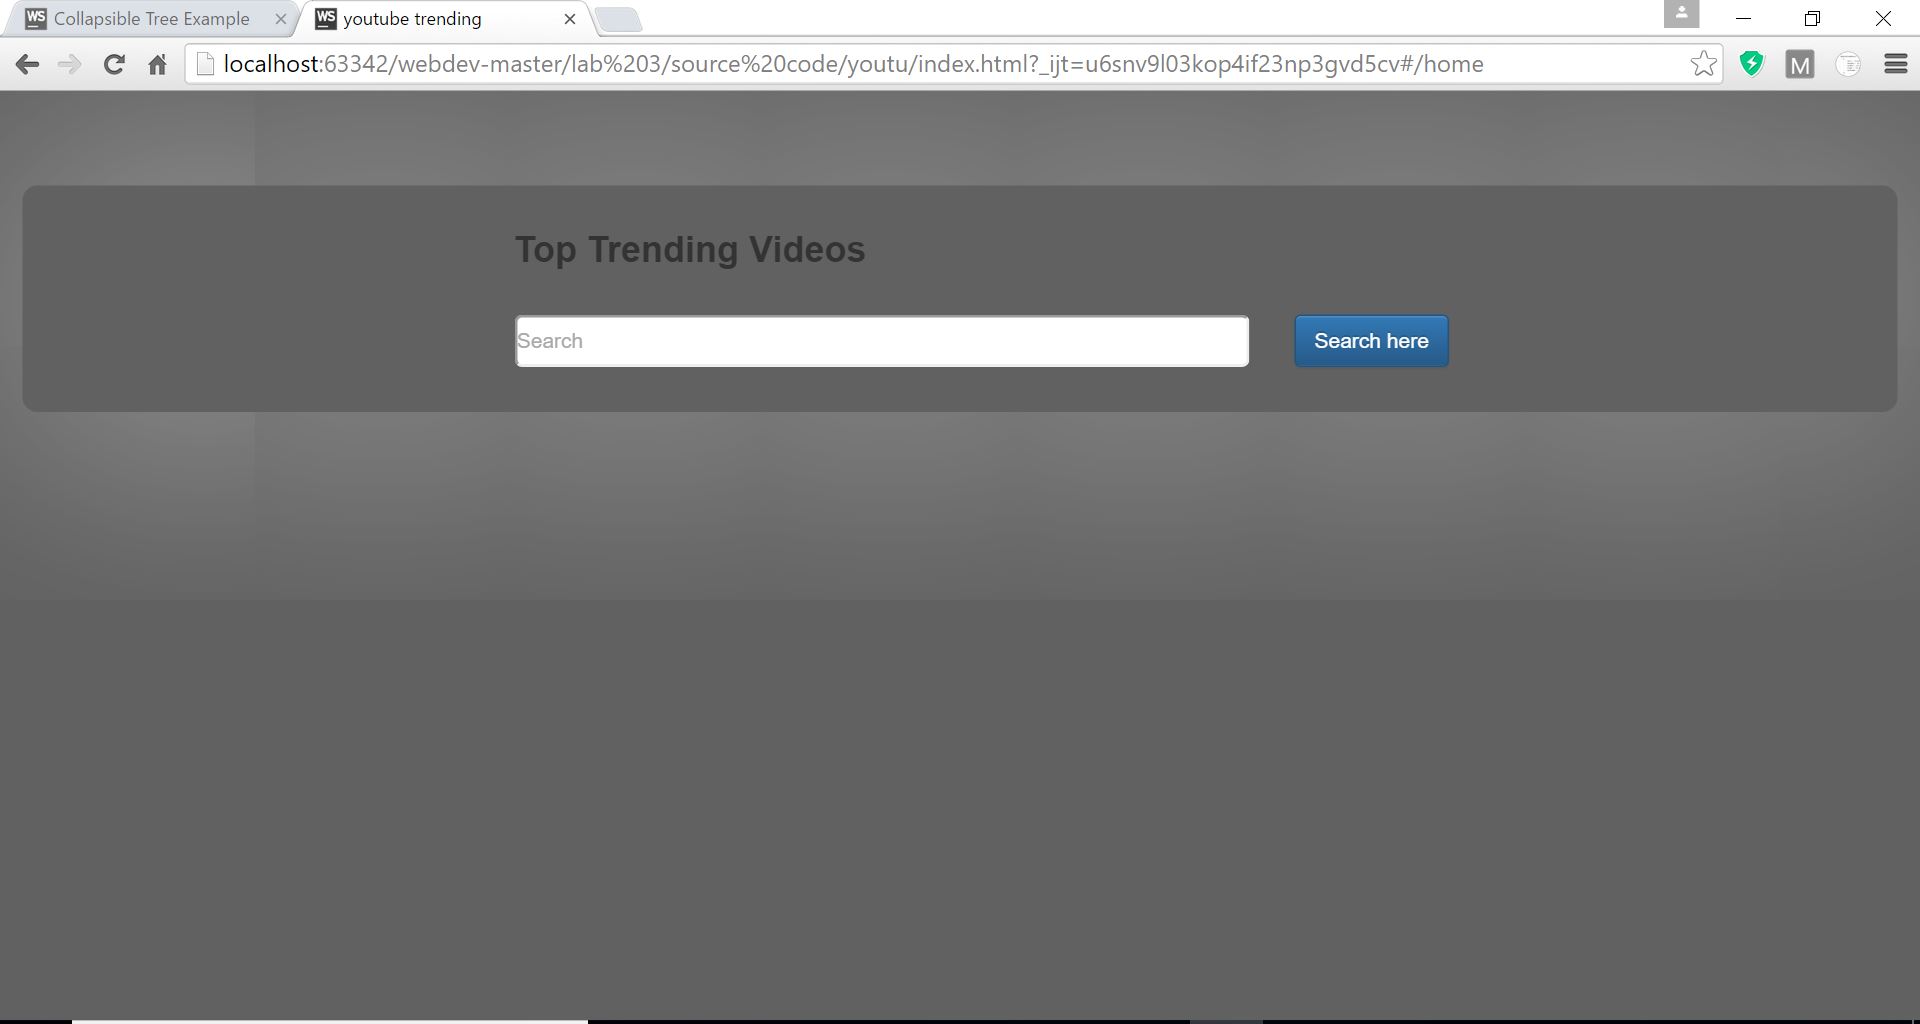 WS Collapsible Tree Example
WS youtube trending
localhost:63342/webdev-master/lab%203/source%20code/youtu/index.html?_ijt=u6snv9l03kop4if23np3gvd5cv#/home
M
Top Trending Videos
Search
Search here